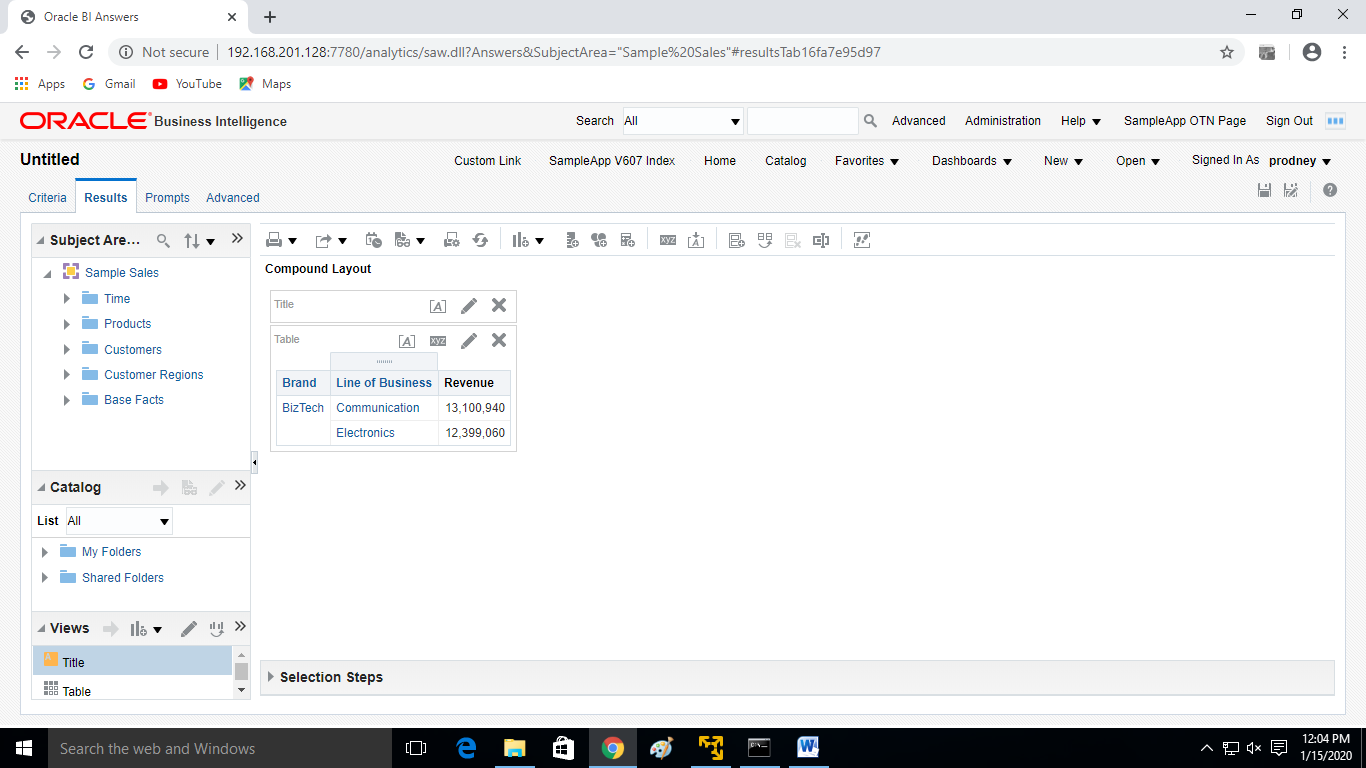 Oracle BI Answers
Not secure 192.168.201.128:7780/analytics/saw.dll?Answers&SubjectArea="Sample%20Sales"#resultsTab16fa7e95d97
Apps Gmail YouTube Maps
ORACLE Business Intelligence Search All Advanced Administration Help SampleApp OTN Page Sign Out
Untitled Custom Link SampleApp V607 Index Home Catalog Favorites Dashboards New Open Signed In As prodney
Criteria Results Prompts Advanced
Subject Are...
Sample Sales
Time
Products
Customers
Customer Regions
Base Facts
Catalog
List All
My Folders
Shared Folders
Views
Title
Table
xyz A
Compound Layout
Title A
Table A xyz
Brand Line of Business Revenue
BizTech Communication 13,100,940
Electronics 12,399,060
Selection Steps
Search the web and Windows
12:04 PM
1/15/2020